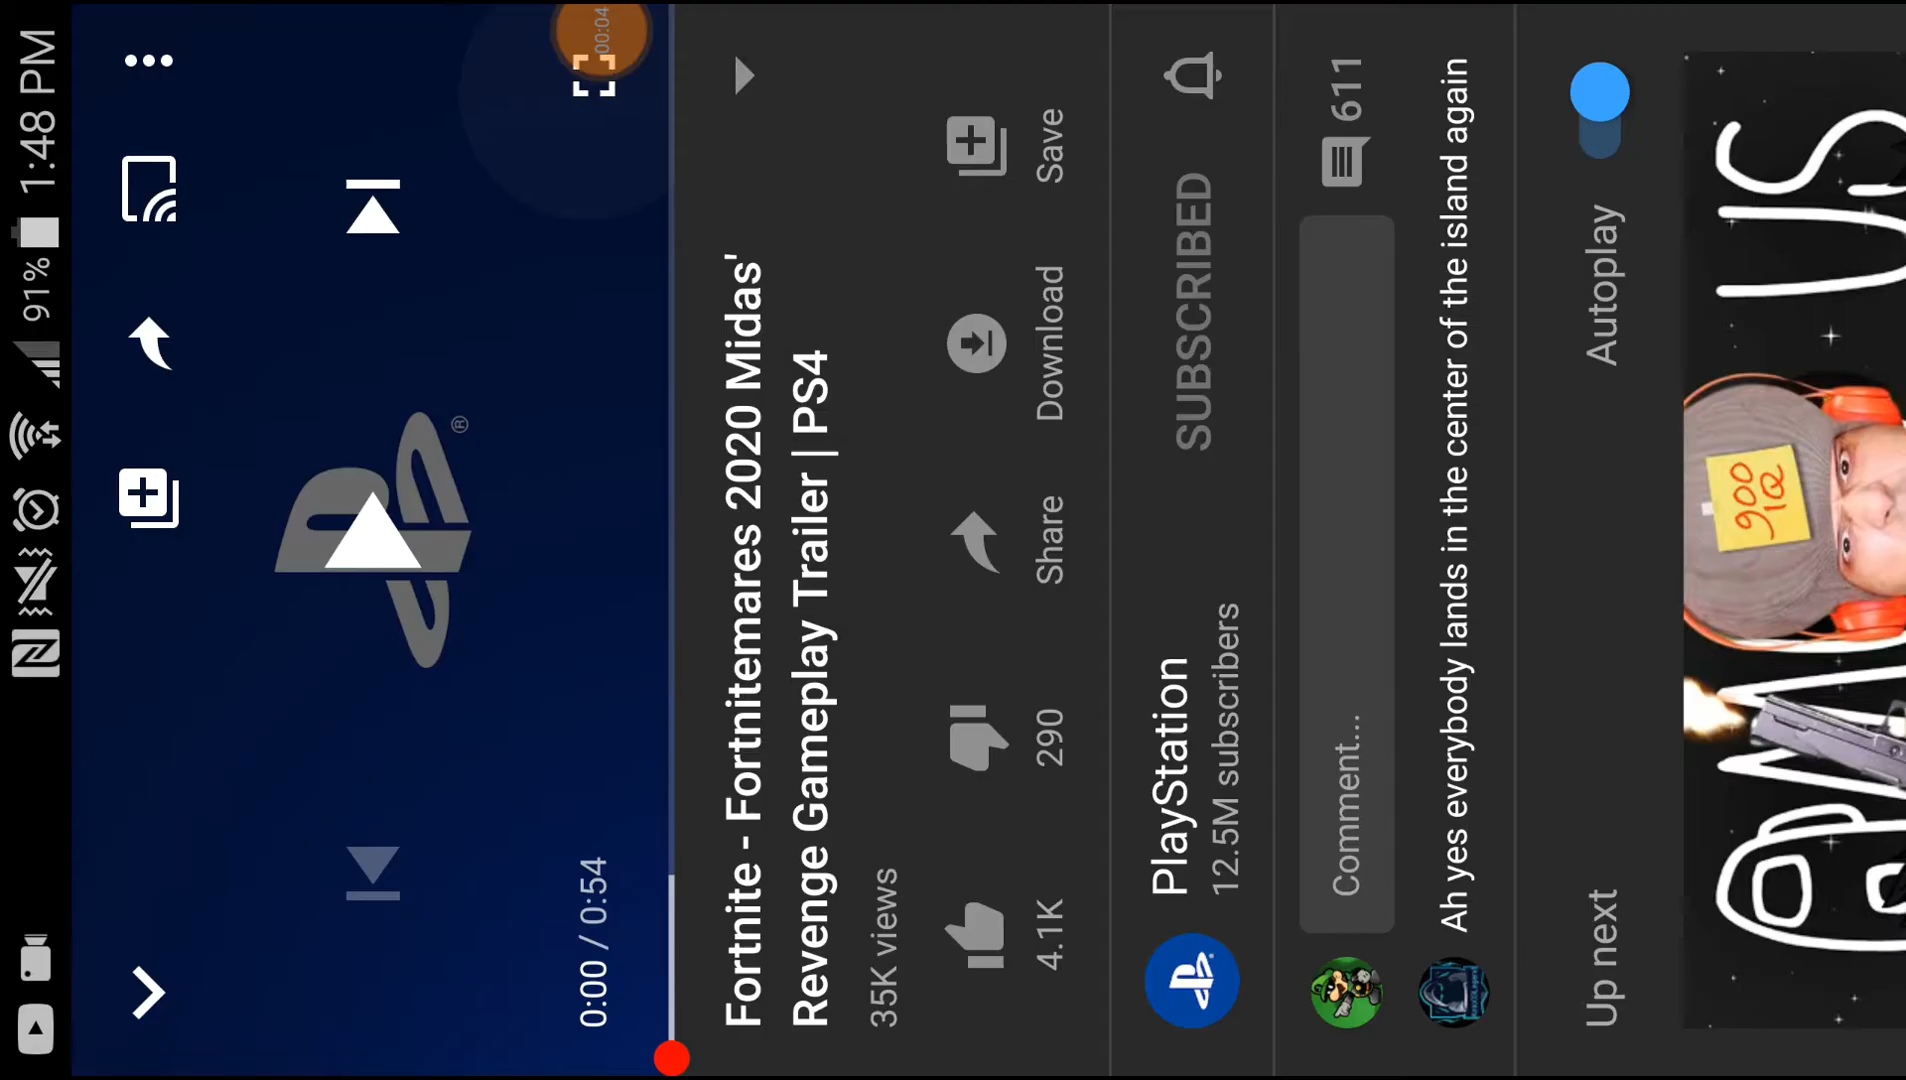 91% 1:48 PM
00:04
0:00 / 0:54
Fortnite - Fortnitemares 2020 Midas'
Revenge Gameplay Trailer | PS4
35K views
4.1K
290
Share
Download
Save
PlayStation
12.5M subscribers
SUBSCRIBED
Comment...
611
Ah yes everybody lands in the center of the island again
Up next
Autoplay
900
IQ
US